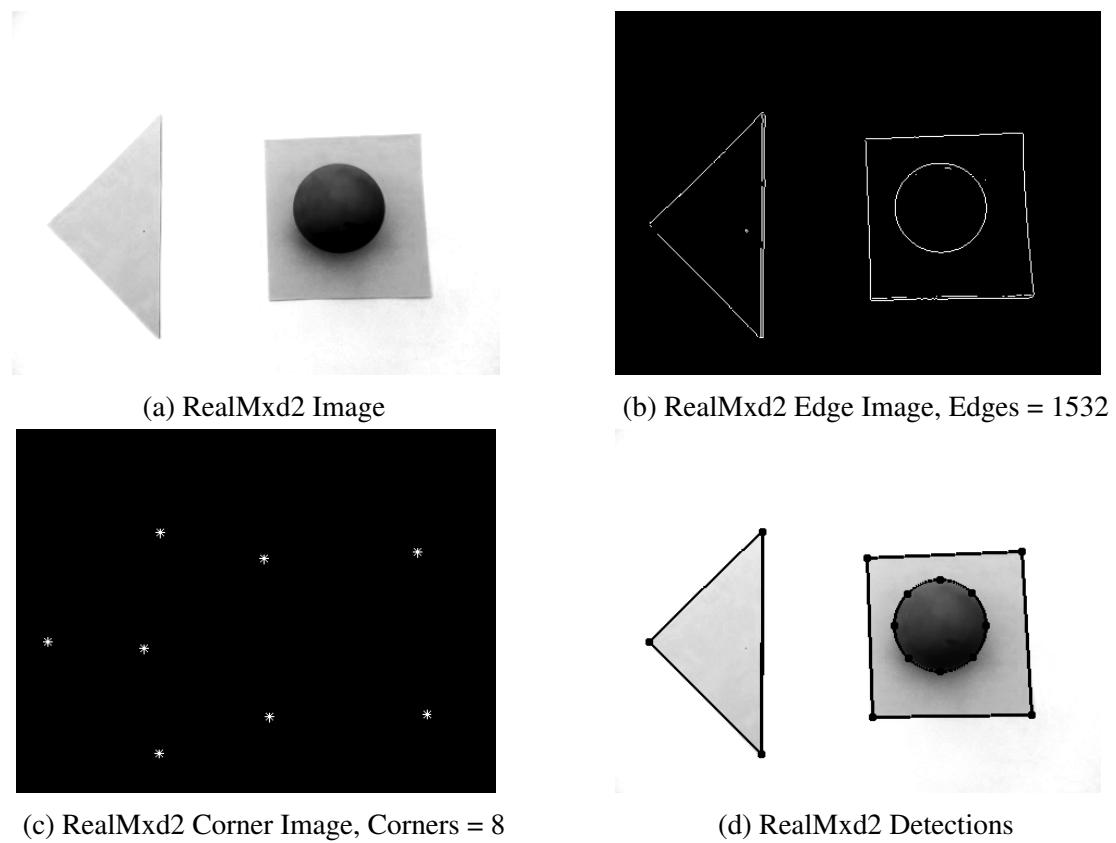 (a) RealMxd2 Image
(b) RealMxd2 Edge Image, Edges = 1532
(c) RealMxd2 Corner Image, Corners = 8
(d) RealMxd2 Detections